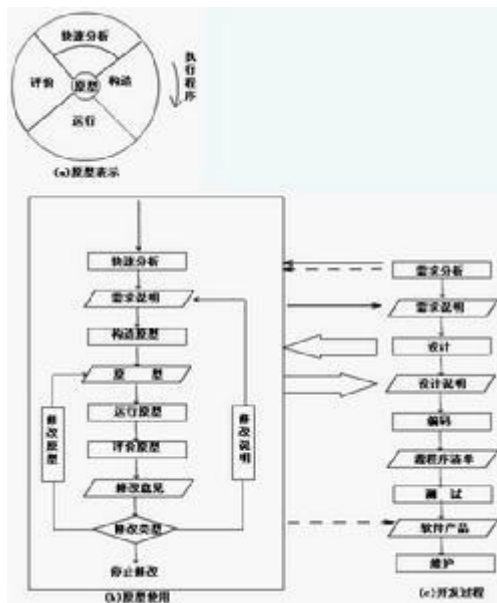 快速分析
评价
原型
构造
运行
执行程序
(a)原型表示
快速分析
需求说明
构造原型
原 型
运行原型
评价原型
修改意见
修改类型
停止修改
修改原型
修改说明
(b)原型使用
需求分析
需求说明
设计
设计说明
编码
源程序清单
测 试
软件产品
维护
(c)开发过程